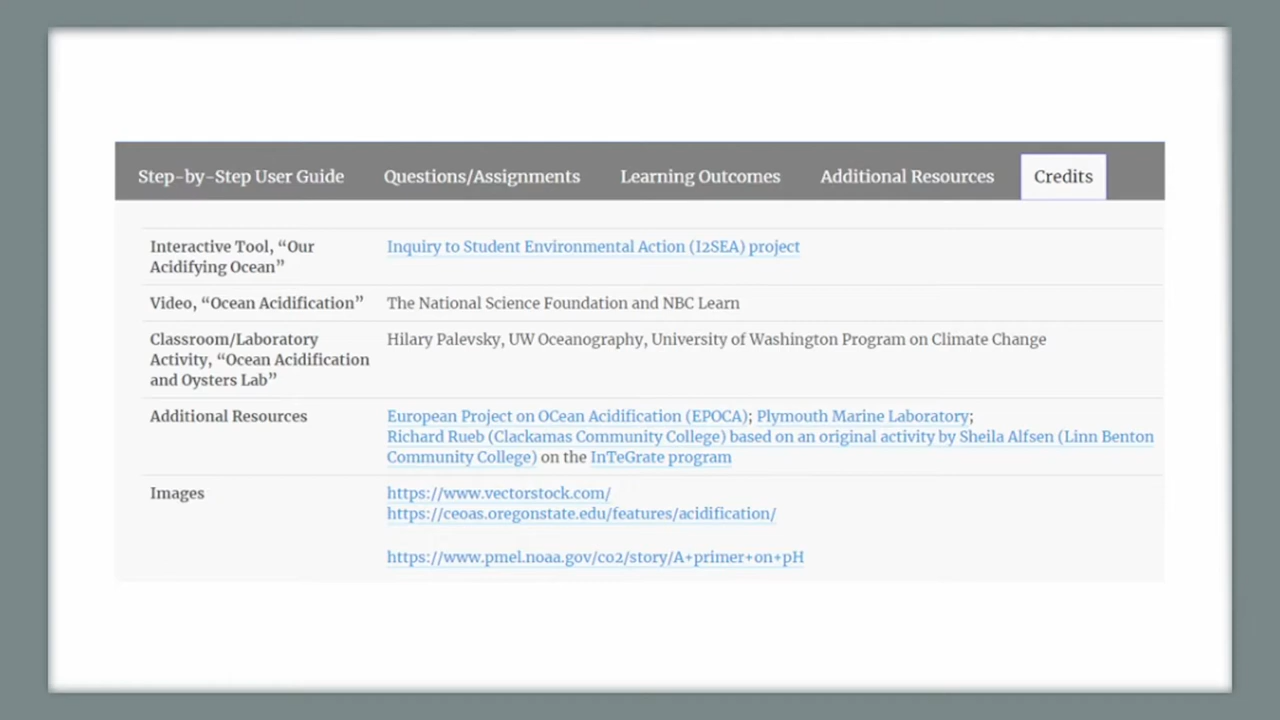 Step-by-Step User Guide Questions/Assignments Learning Outcomes Additional Resources Credits
Interactive Tool, “Our
Acidifying Ocean”
Inquiry to Student Environmental Action (I2SEA) project
Video, “Ocean Acidification”
The National Science Foundation and NBC Learn
Classroom/Laboratory
Activity, “Ocean Acidification
and Oysters Lab”
Hilary Palevsky, UW Oceanography, University of Washington Program on Climate Change
Additional Resources
European Project on OCean Acidification (EPOCA); Plymouth Marine Laboratory;
Richard Rueb (Clackamas Community College) based on an original activity by Sheila Alfsen (Linn Benton
Community College) on the InTeGrate program
Images
https://www.vectorstock.com/
https://ceoas.oregonstate.edu/features/acidification/
https://www.pmel.noaa.gov/co2/story/A+primer+on+pH